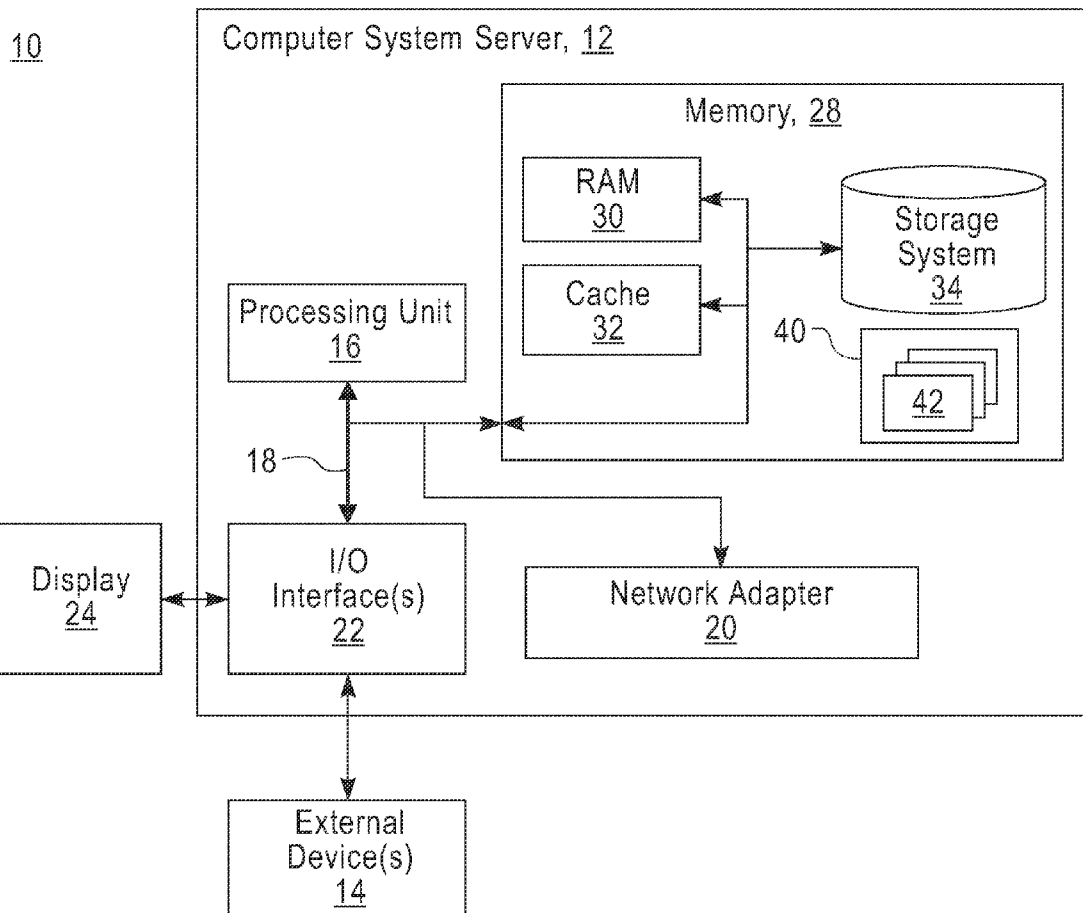 10
Computer System Server, 12
Memory, 28
RAM
30
Storage
System
34
Cache
32
Processing Unit
16
40
42
18
Display
24
I/O
Interface(s)
22
Network Adapter
20
External
Device(s)
14